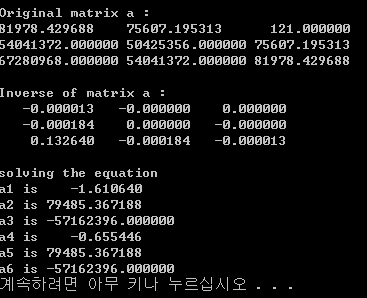 Original matrix a :
81978.429688 75607.195313 121.000000
54041372.000000 50425356.000000 75607.195313
67280968.000000 54041372.000000 81978.429688
Inverse of matrix a :
-0.000013 -0.000000 0.000000
-0.000184 0.000000 -0.000000
0.132640 -0.000184 -0.000013
solving the equation
a1 is -1.610640
a2 is 79485.367188
a3 is -57162396.000000
a4 is -0.655446
a5 is 79485.367188
a6 is -57162396.000000
계속하려면 아무 키나 누르십시오 . . .